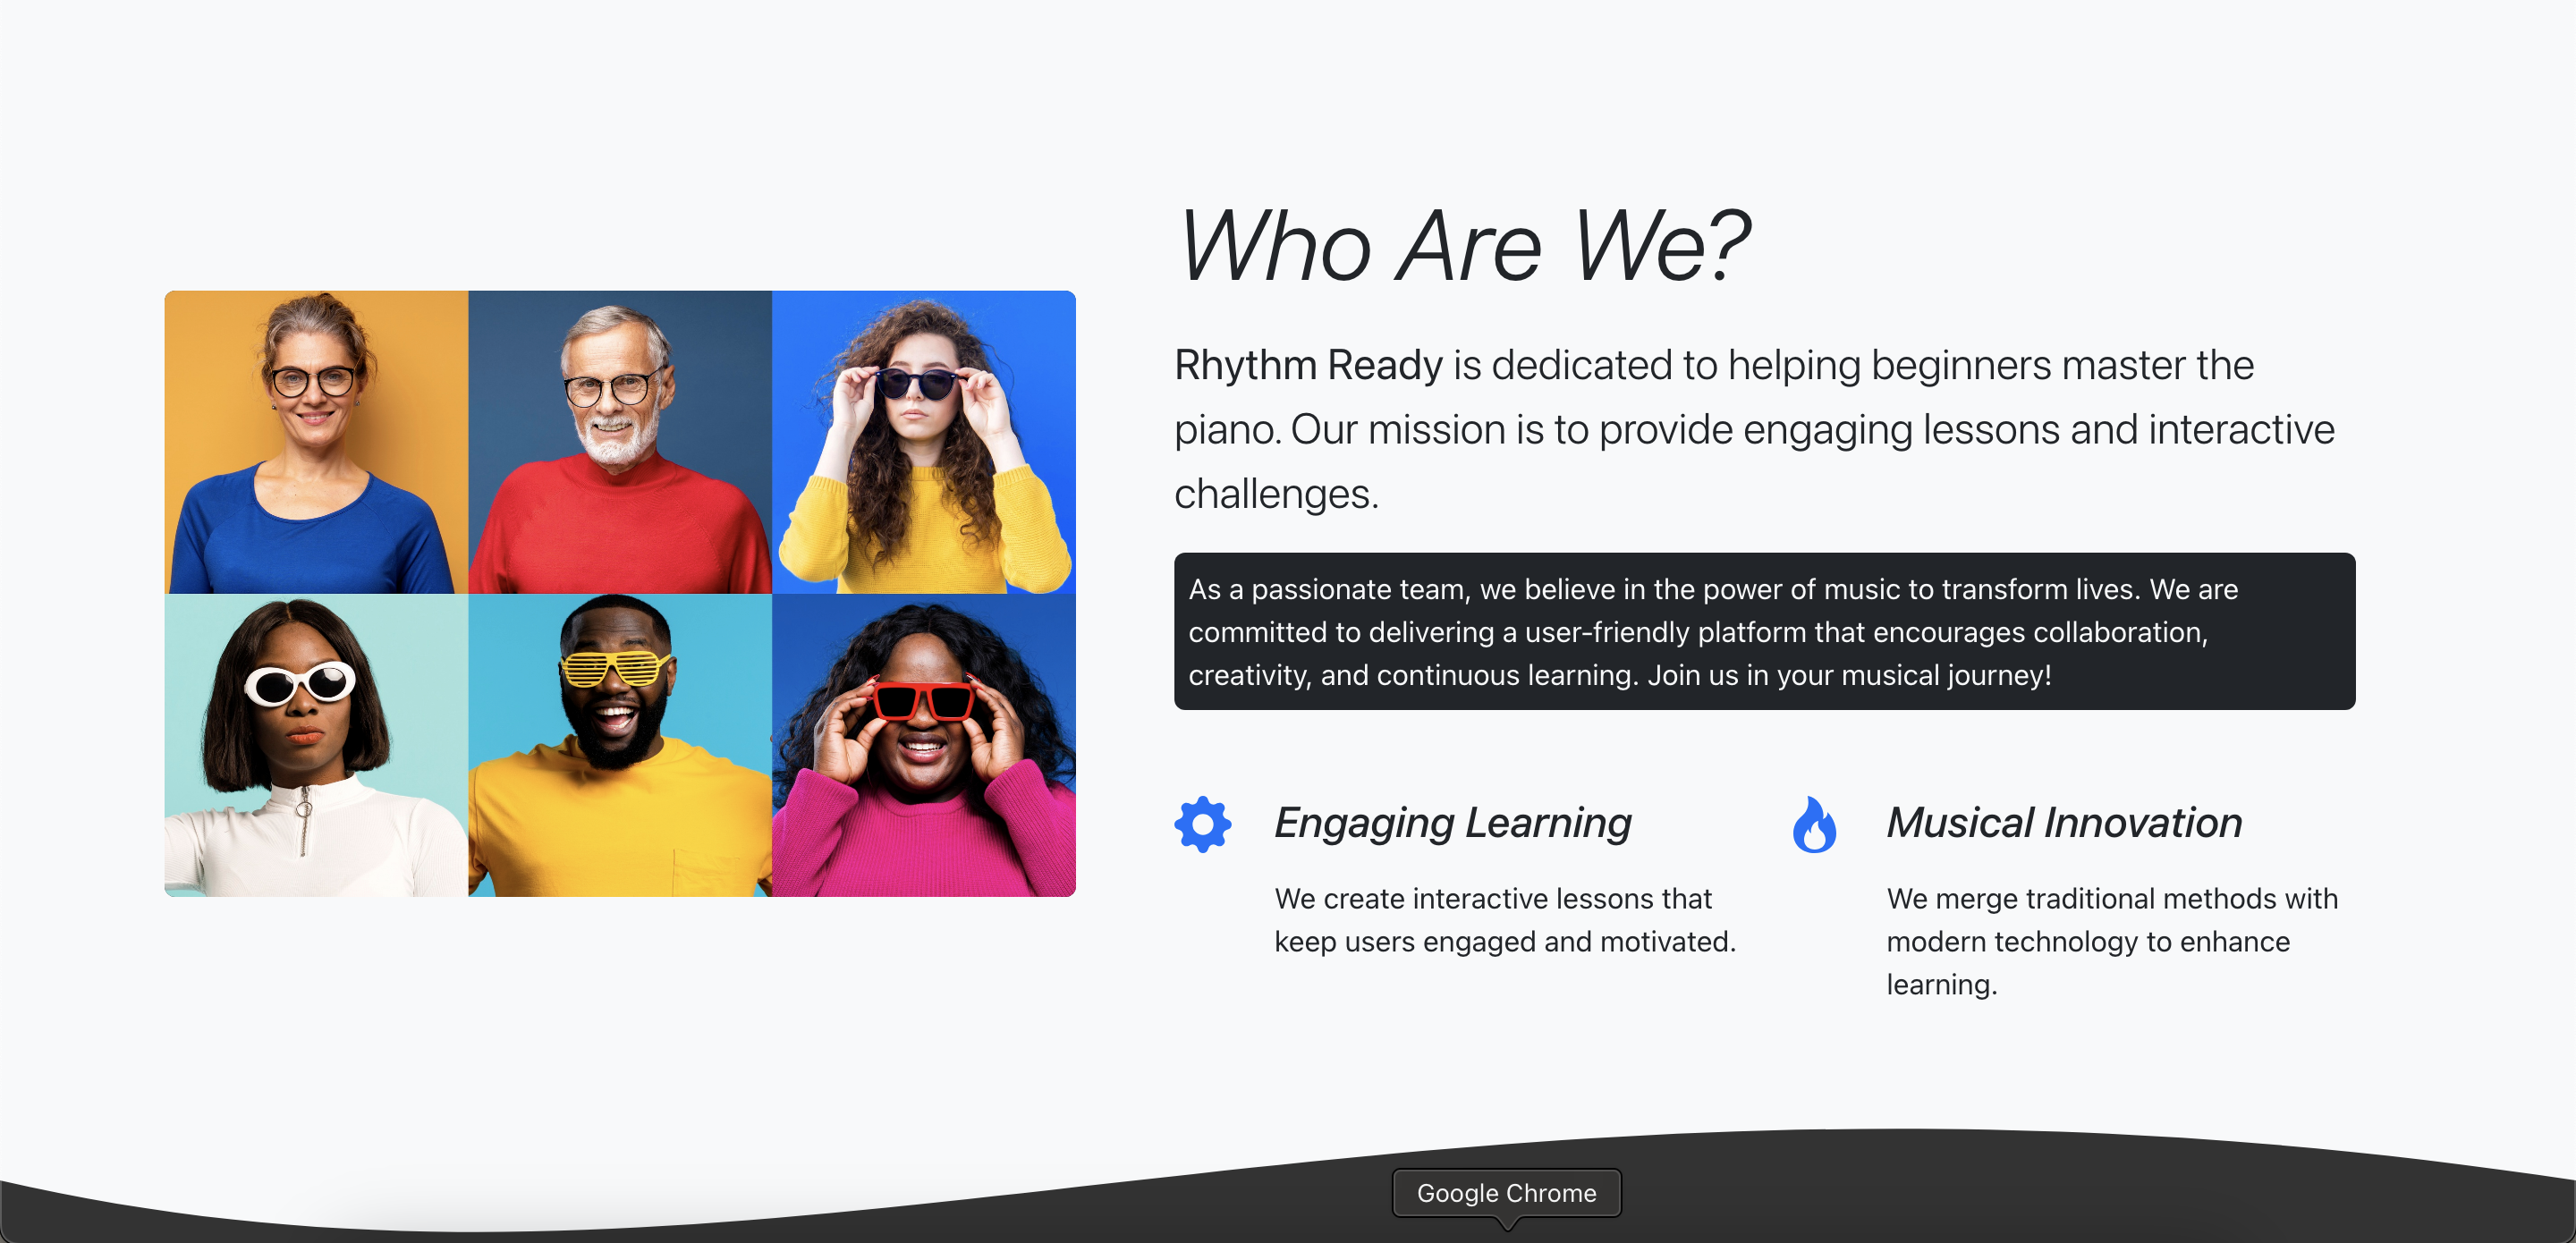 Who Are We?
Rhythm Ready is dedicated to helping beginners master the
piano. Our mission is to provide engaging lessons and interactive
challenges.
As a passionate team, we believe in the power of music to transform lives. We are
committed to delivering a user-friendly platform that encourages collaboration,
creativity, and continuous learning. Join us in your musical journey!
Engaging Learning
We create interactive lessons that
keep users engaged and motivated.
Musical Innovation
We merge traditional methods with
modern technology to enhance
learning.
Google Chrome